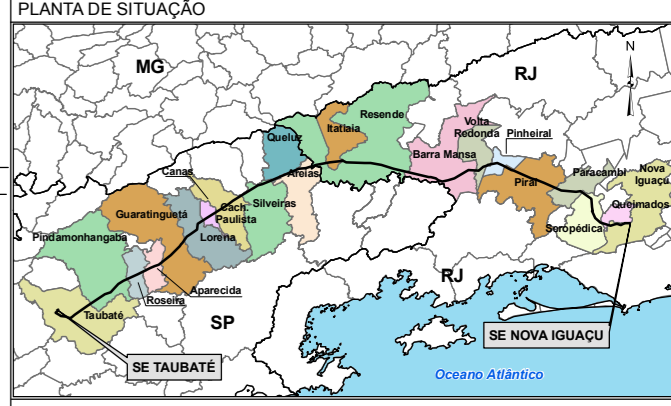 PLANTA DE SITUAÇÃO
MG
RJ
N
Queluz
Itatiaia
Resende
Volta
Redonda
Pinheiral
Barra Mansa
Piraí
Paracambi
Nova
Iguaçu
Queimados
Seropédica
Canas
Areias
Guaratinguetá
Cach.
Paulista
Silveiras
Pindamonhangaba
Lorena
Aparecida
Roseira
Taubaté
SP
RJ
SE TAUBATÉ
SE NOVA IGUAÇU
Oceano Atlântico